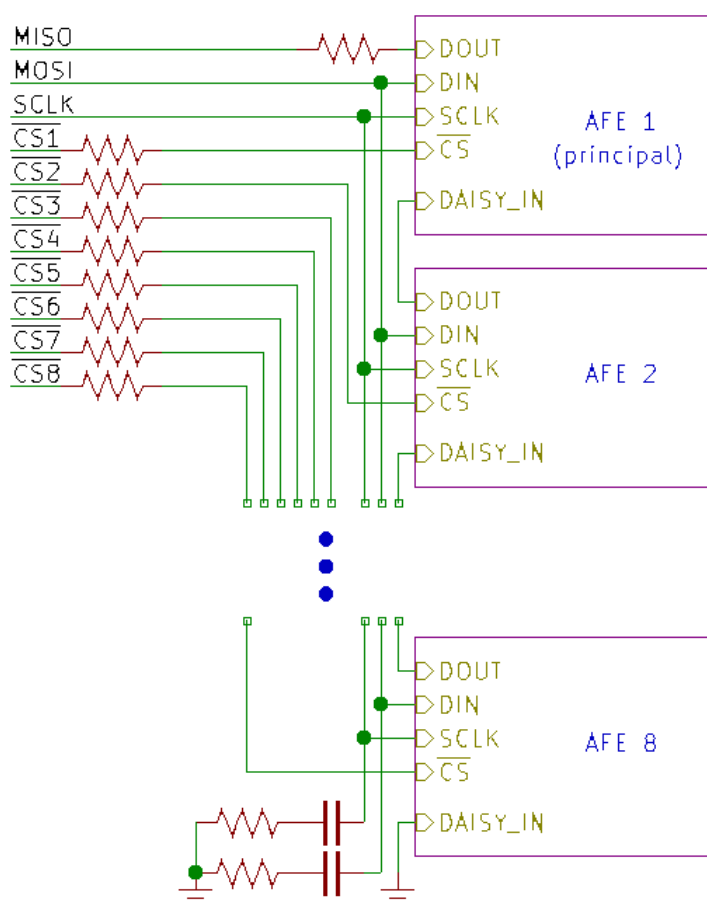 MISO
MOSI
SCLK
CS1
CS2
CS3
CS4
CS5
CS6
CS7
CS8
DOUT
DIN
SCLK
CS
DAISY_IN
AFE 1
(principal)
DOUT
DIN
SCLK
CS
DAISY_IN
AFE 2
DOUT
DIN
SCLK
CS
DAISY_IN
AFE 8